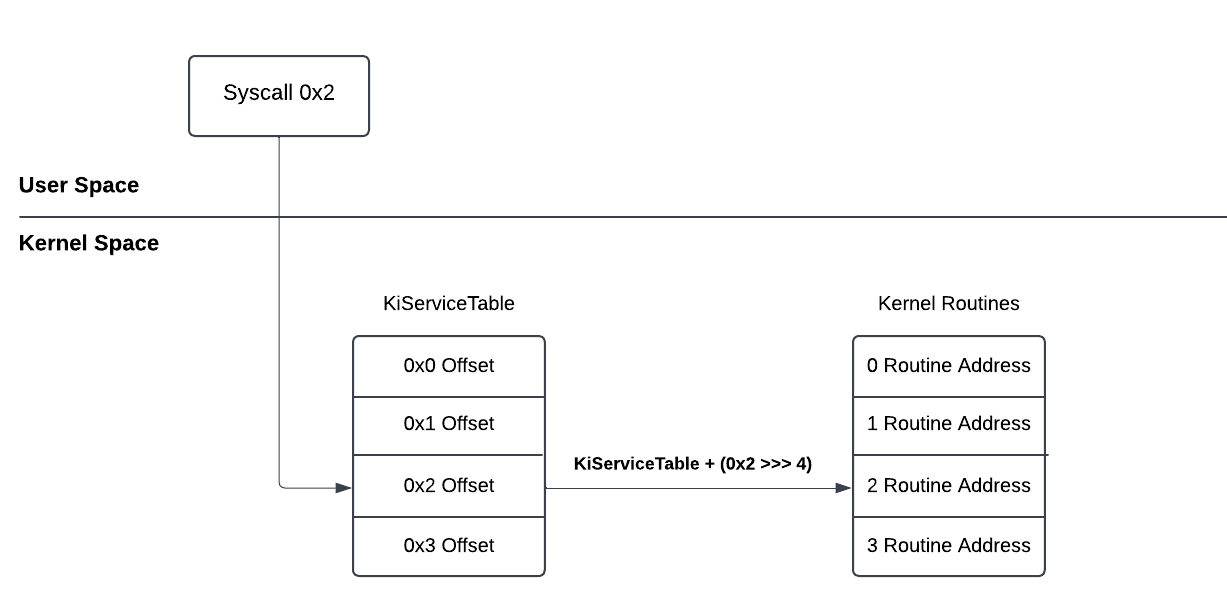 Syscall 0x2
User Space
Kernel Space
KiServiceTable
Kernel Routines
0x0 Offset
0 Routine Address
0x1 Offset
1 Routine Address
KiServiceTable + (0x2 >>> 4)
0x2 Offset
2 Routine Address
0x3 Offset
3 Routine Address